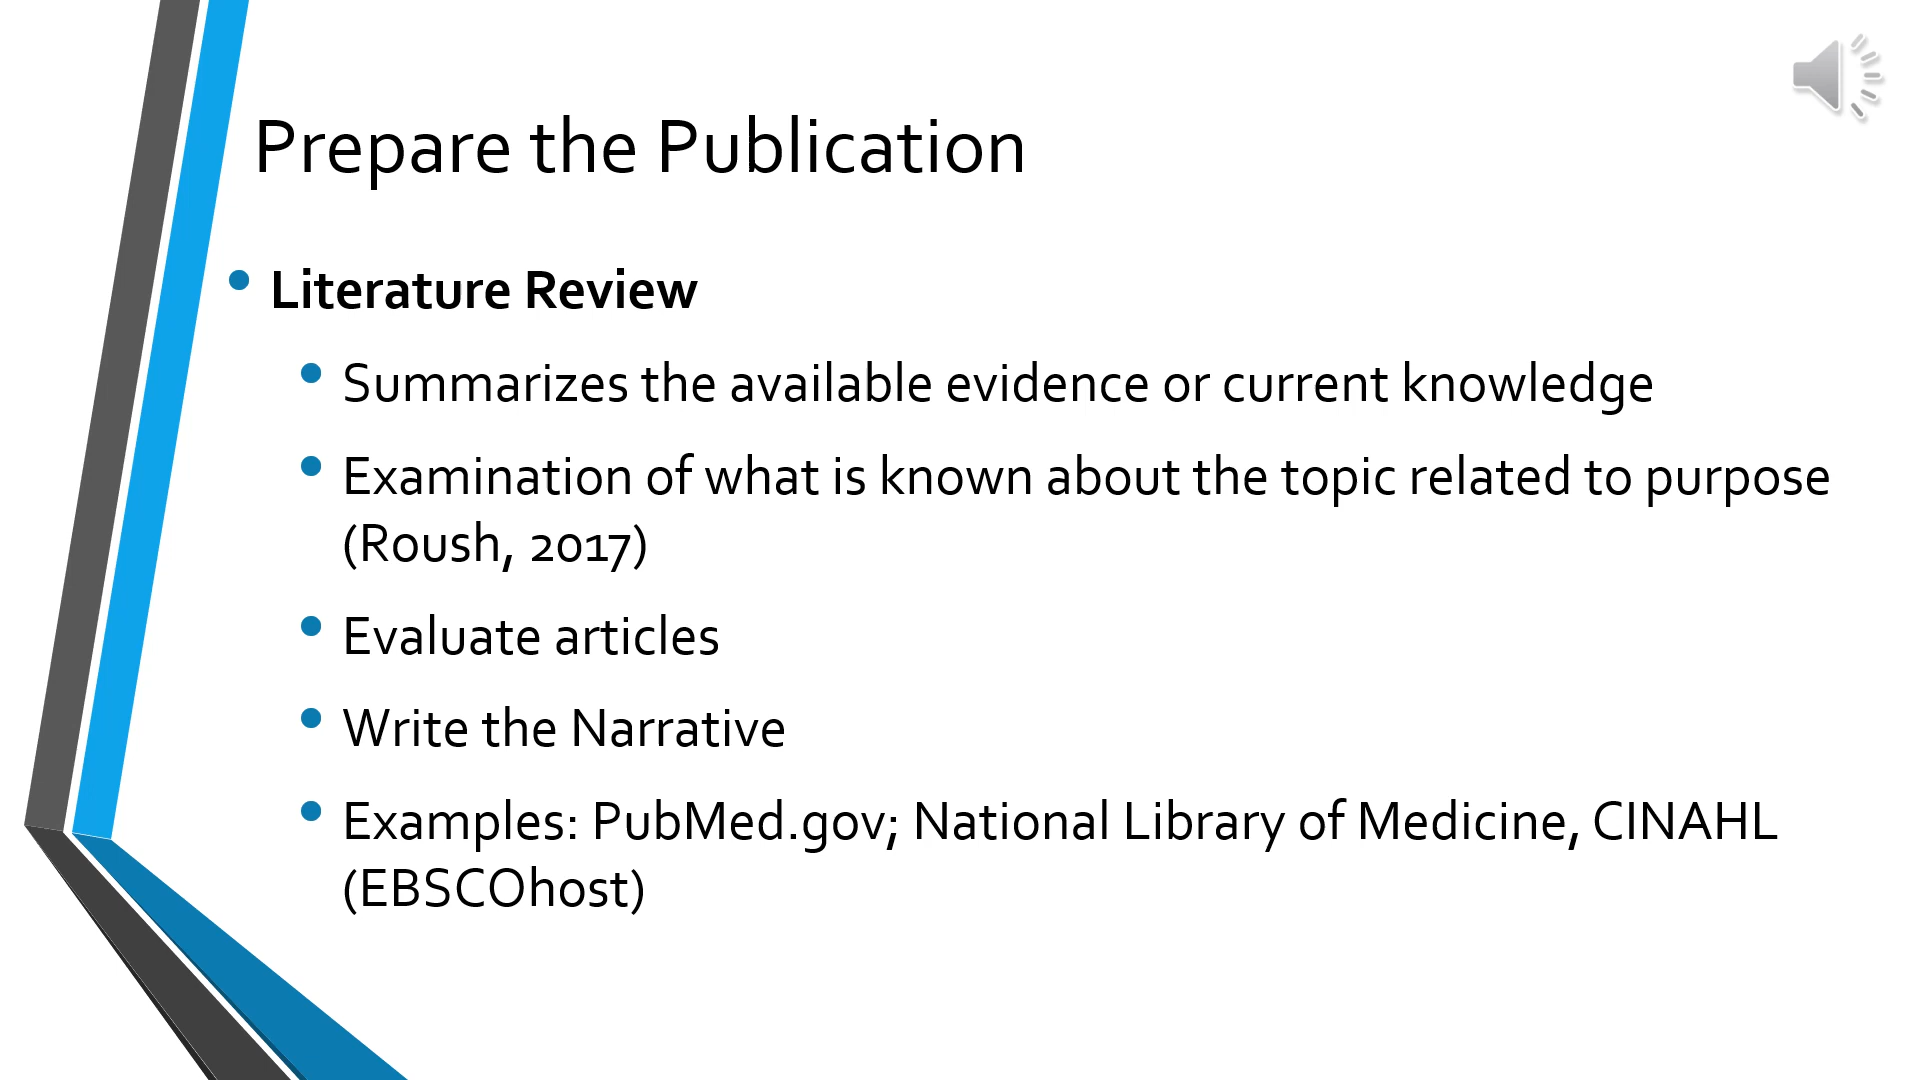 Prepare the Publication
• Literature Review
• Summarizes the available evidence or current knowledge
• Examination of what is known about the topic related to purpose
(Roush, 2017)
• Evaluate articles
• Write the Narrative
• Examples: PubMed.gov; National Library of Medicine, CINAHL
(EBSCOhost)